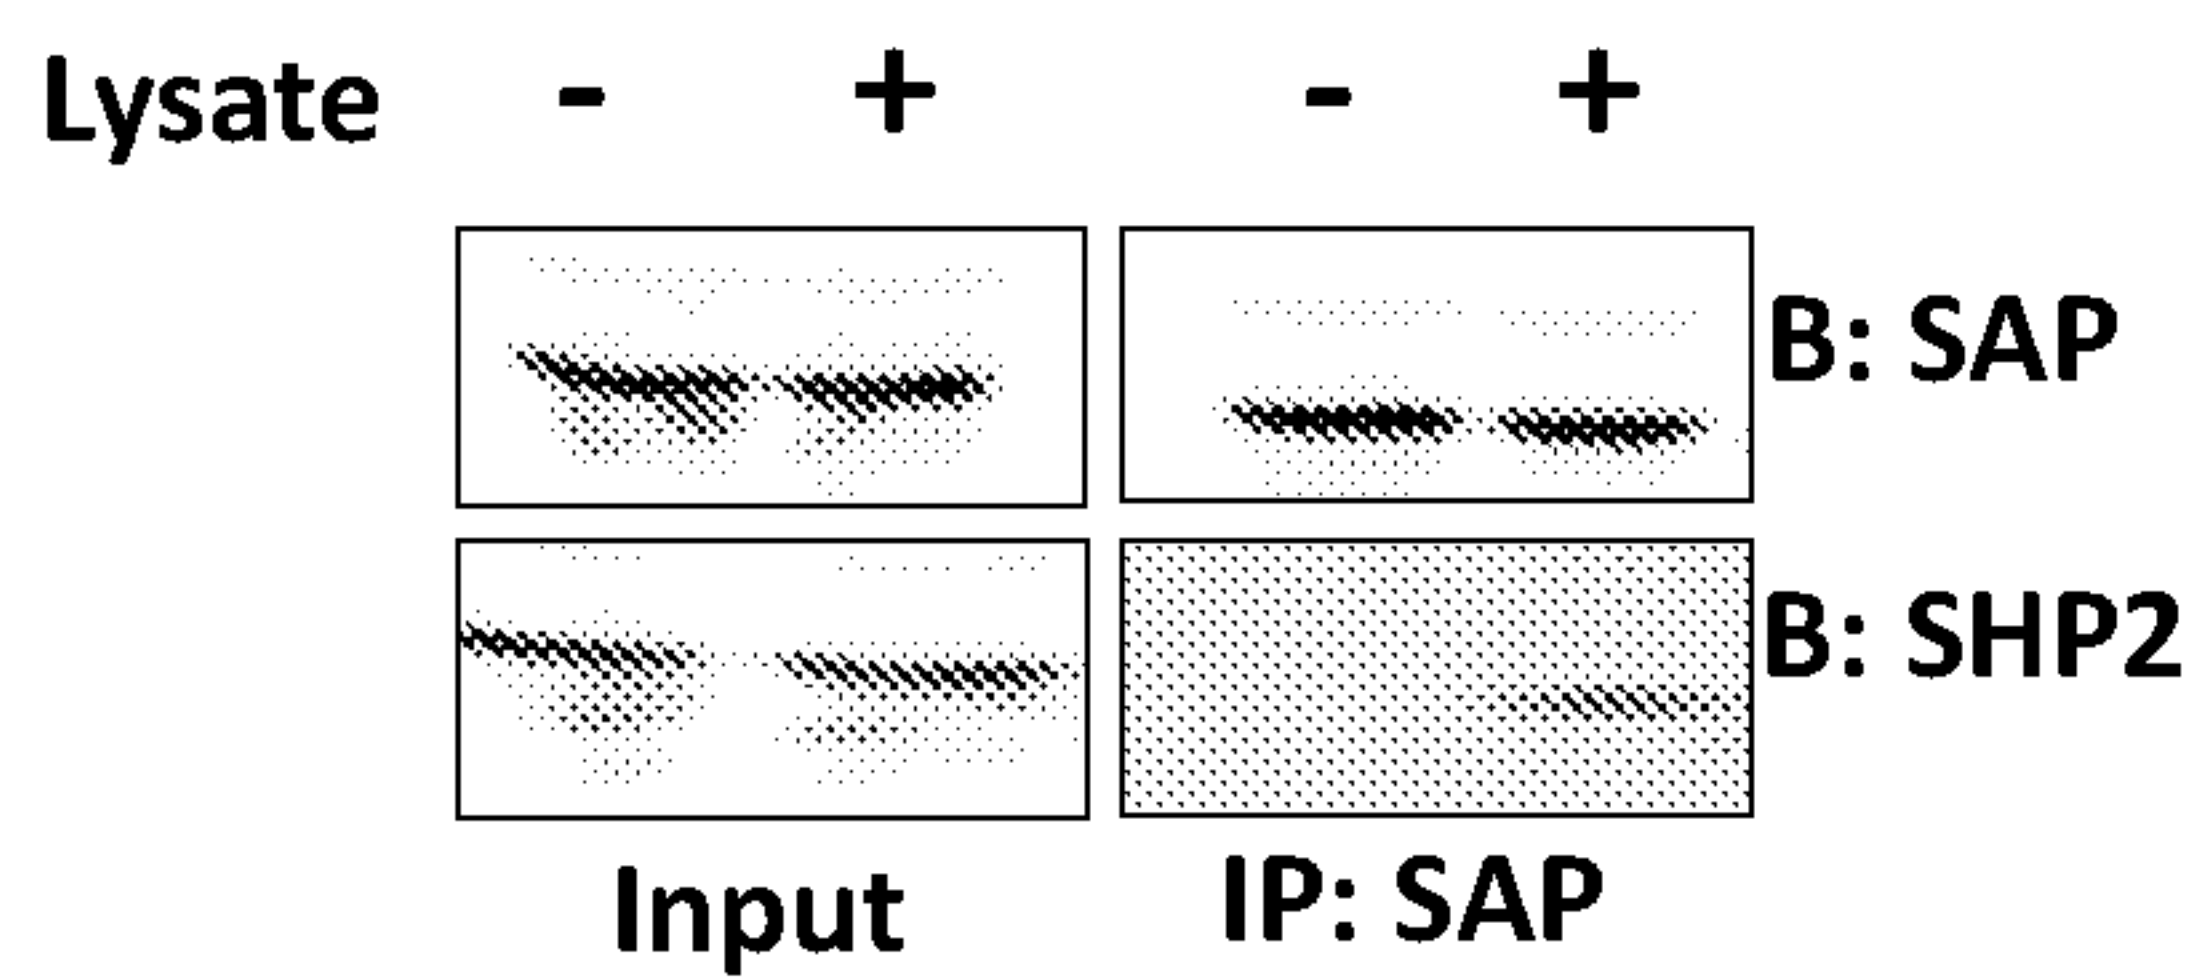 Lysate - + - +
B: SAP
B: SHP2
Input IP: SAP